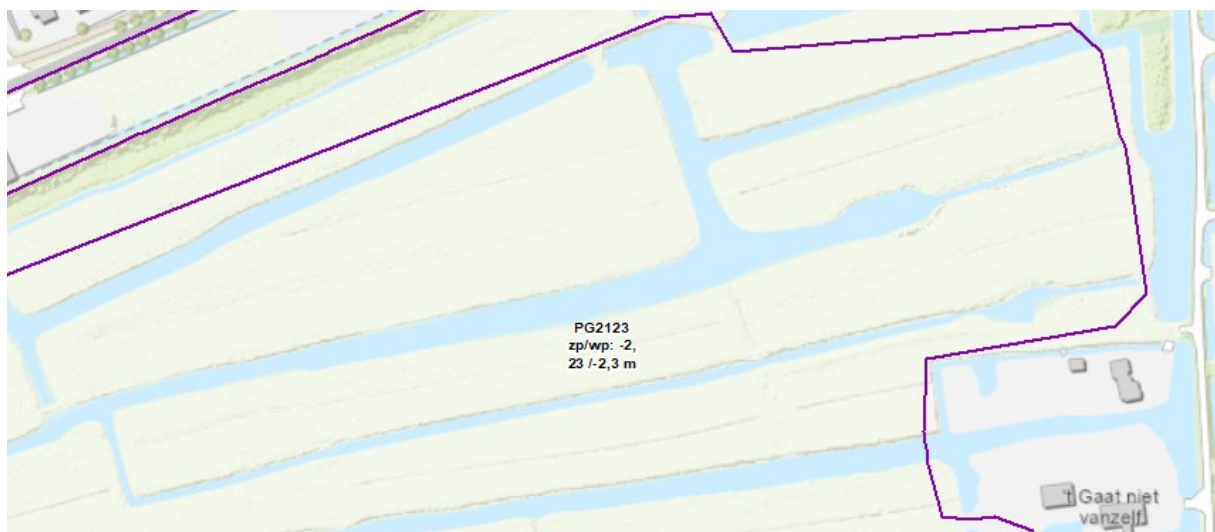 PG2123
zp/wp: -2,
23 /-2,3 m
't Gaat niet
vanzelf